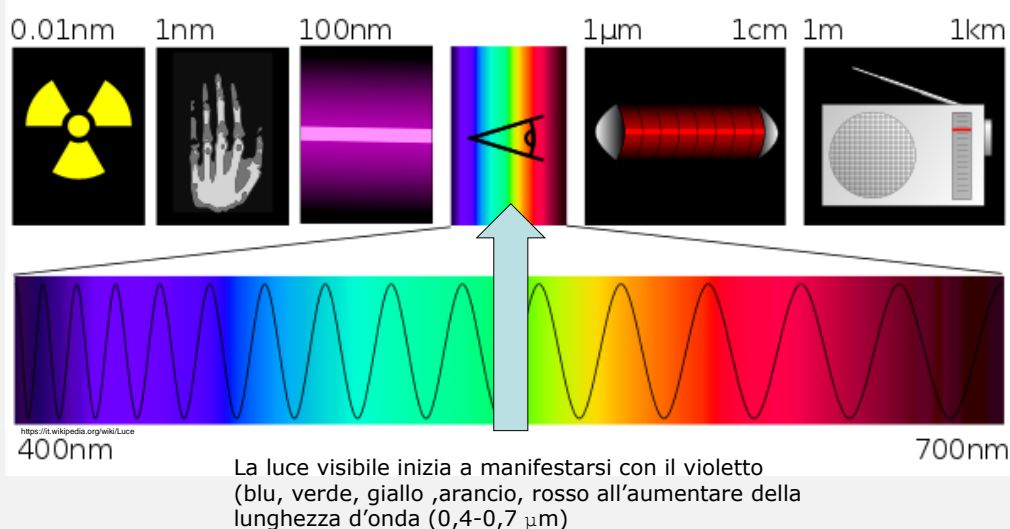 0.01nm 1nm 100nm 1μm 1cm 1m 1km
https://it.wikipedia.org/wiki/Luce
400nm 700nm
La luce visibile inizia a manifestarsi con il violetto
(blu, verde, giallo ,arancio, rosso all'aumentare della
lunghezza d'onda (0,4-0,7 μm)